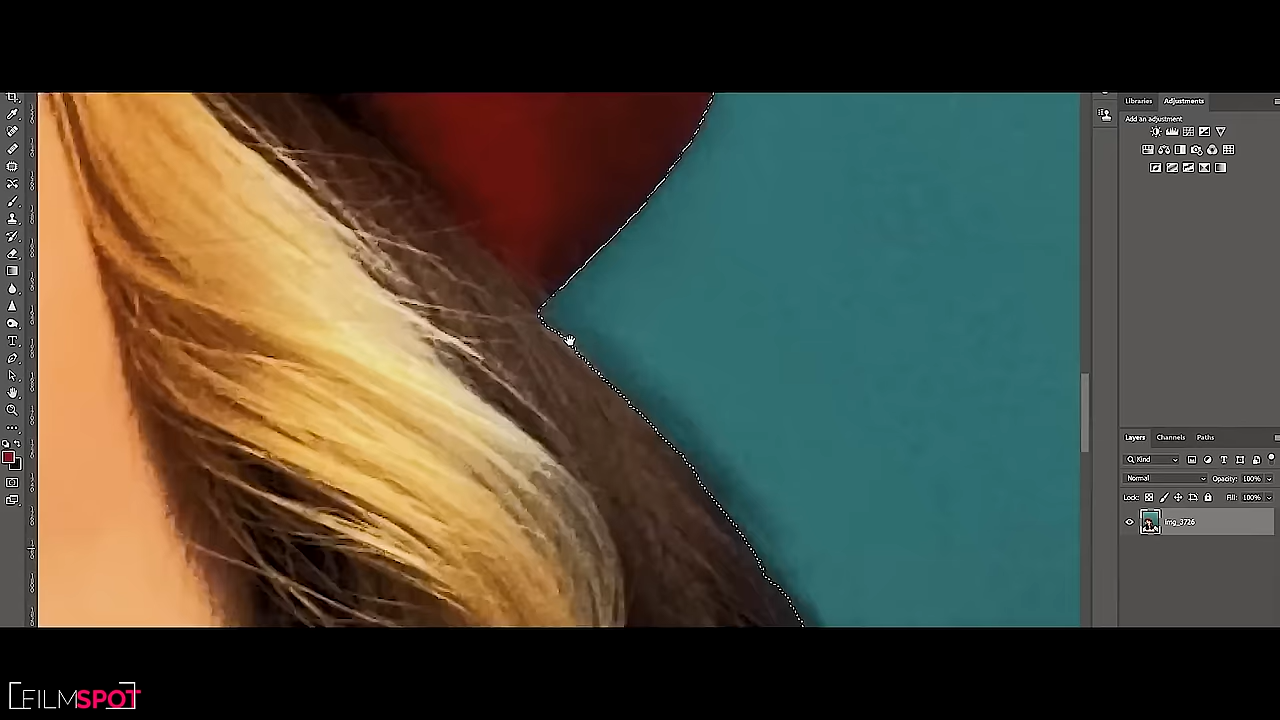 Libraries Adjustments
Add an adjustment
Layers Channels Paths
Kind
Normal Opacity: 100%
Lock: Fill: 100%
img_3726
[FILMSPOT]